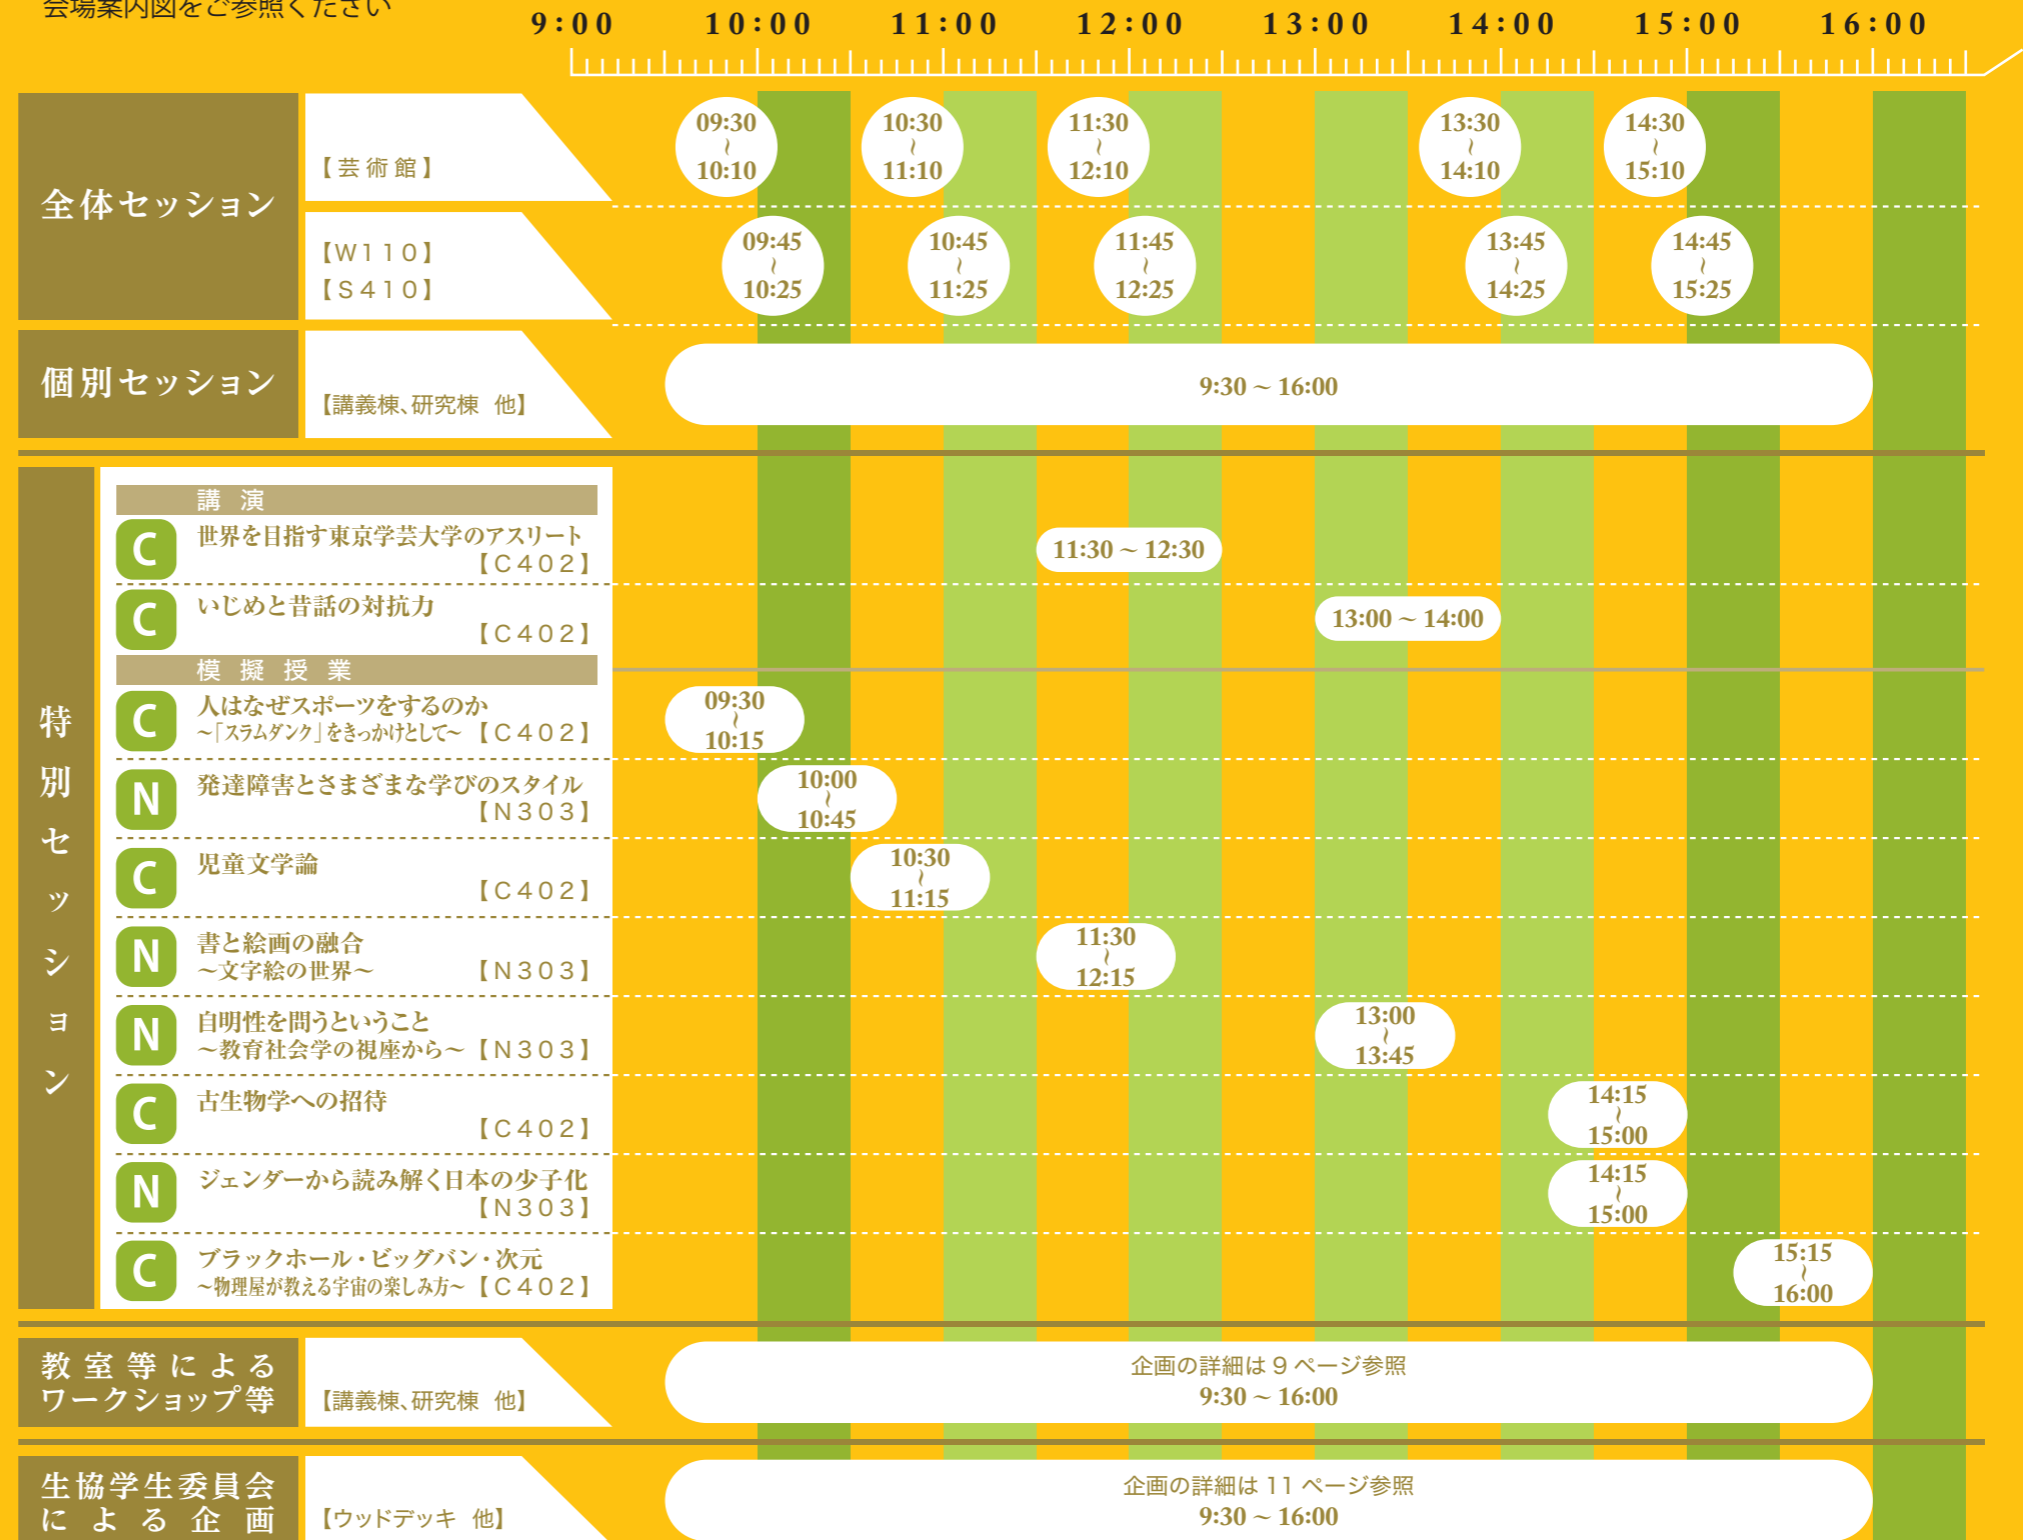 会場案内図をご参照ください
9:00 10:00 11:00 12:00 13:00 14:00 15:00 16:00
全体セッション
【芸術館】
09:30～10:10
10:30～11:10
11:30～12:10
13:30～14:10
14:30～15:10
【W110】
【S410】
09:45～10:25
10:45～11:25
11:45～12:25
13:45～14:25
14:45～15:25
個別セッション
【講義棟、研究棟 他】
9:30～16:00
特別セッション
講演
C 世界を目指す東京学芸大学のアスリート
【C402】
11:30～12:30
C いじめと昔話の対抗力
【C402】
13:00～14:00
模擬授業
C 人はなぜスポーツをするのか
～「スラムダンク」をきっかけとして～【C402】
09:30～10:15
N 発達障害とさまざまな学びのスタイル
【N303】
10:00～10:45
C 児童文学論
【C402】
10:30～11:15
N 書と絵画の融合
～文字絵の世界～ 【N303】
11:30～12:15
N 自明性を問うということ
～教育社会学の視座から～【N303】
13:00～13:45
C 古生物学への招待
【C402】
14:15～15:00
N ジェンダーから読み解く日本の少子化
【N303】
14:15～15:00
C ブラックホール・ビッグバン・次元
～物理屋が教える宇宙の楽しみ方～【C402】
15:15～16:00
教室等による
ワークショップ等
【講義棟、研究棟 他】
企画の詳細は9ページ参照
9:30～16:00
生協学生委員会
による企画
【ウッドデッキ 他】
企画の詳細は11ページ参照
9:30～16:00